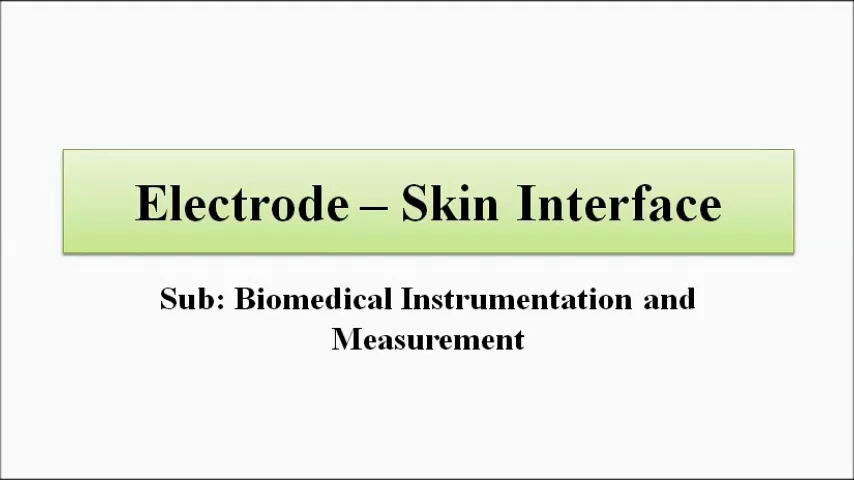 Electrode – Skin Interface
Sub: Biomedical Instrumentation and
Measurement